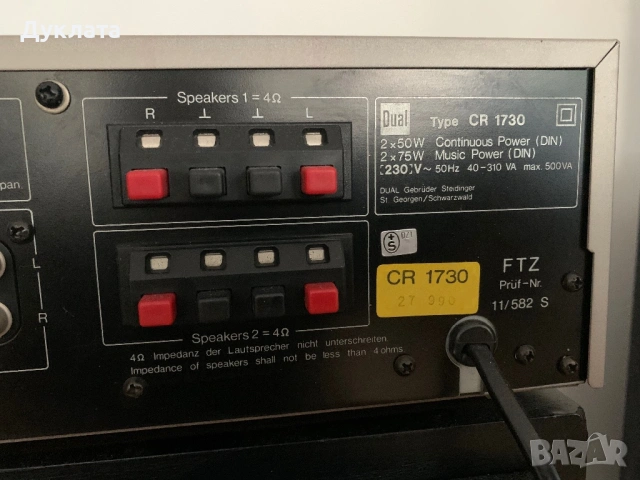 Дуклата
Speakers 1 = 4Ω
R ⊥ ⊥ L
Dual Type CR 1730
2x50W Continuous Power (DIN)
2x75W Music Power (DIN)
230 V~ 50Hz 40-310 VA max. 500VA
DUAL Gebrüder Steidinger
St. Georgen/Schwarzwald
pan.
L
R
+S
CR 1730
FTZ
Prüf-Nr.
11/582 S
Speakers 2 = 4Ω
4Ω Impedanz der Lautsprecher nicht unterschreiten.
Impedance of speakers shall not be less than 4 ohms.
BAZAR